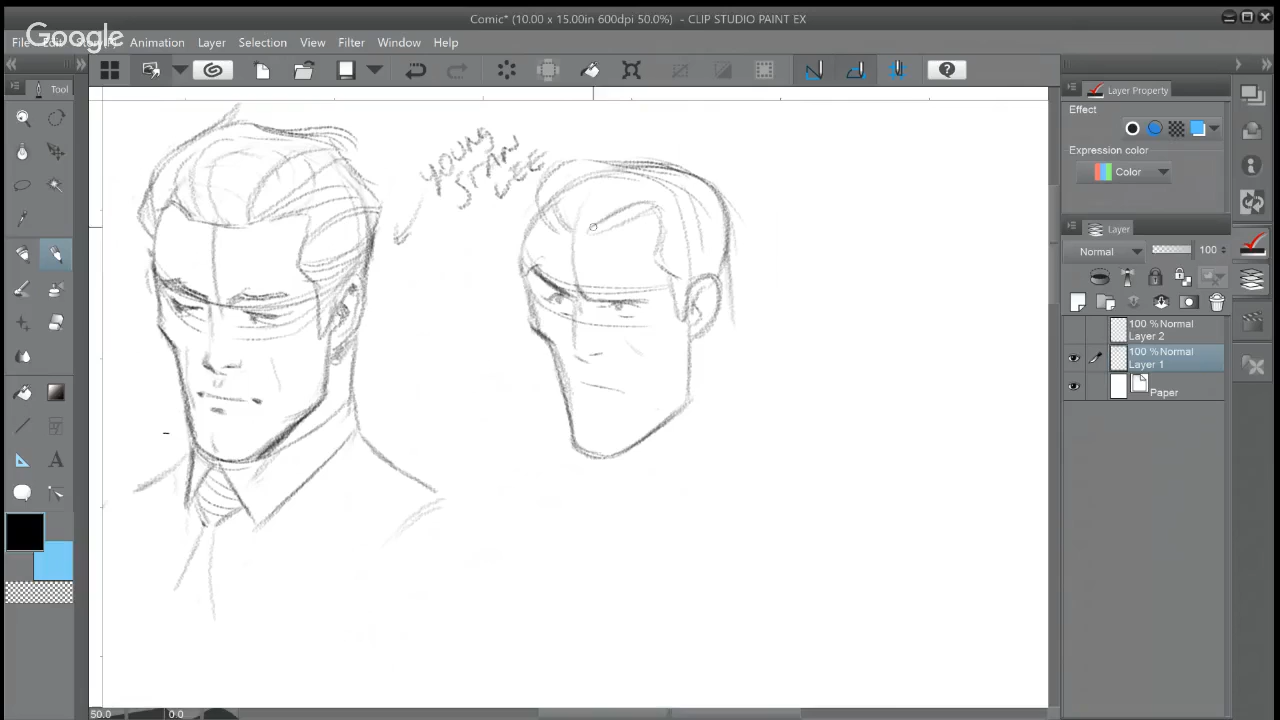 Comic* (10.00 x 15.00in 600dpi 50.0%) - CLIP STUDIO PAINT EX
Google
File Edit Animation Layer Selection View Filter Window Help
Tool
Layer Property
Effect
Expression color
Color
Layer
Normal 100
100 %Normal
Layer 2
100 %Normal
Layer 1
Paper
YOUNG
STAN
LEE
A
50.0 0.0